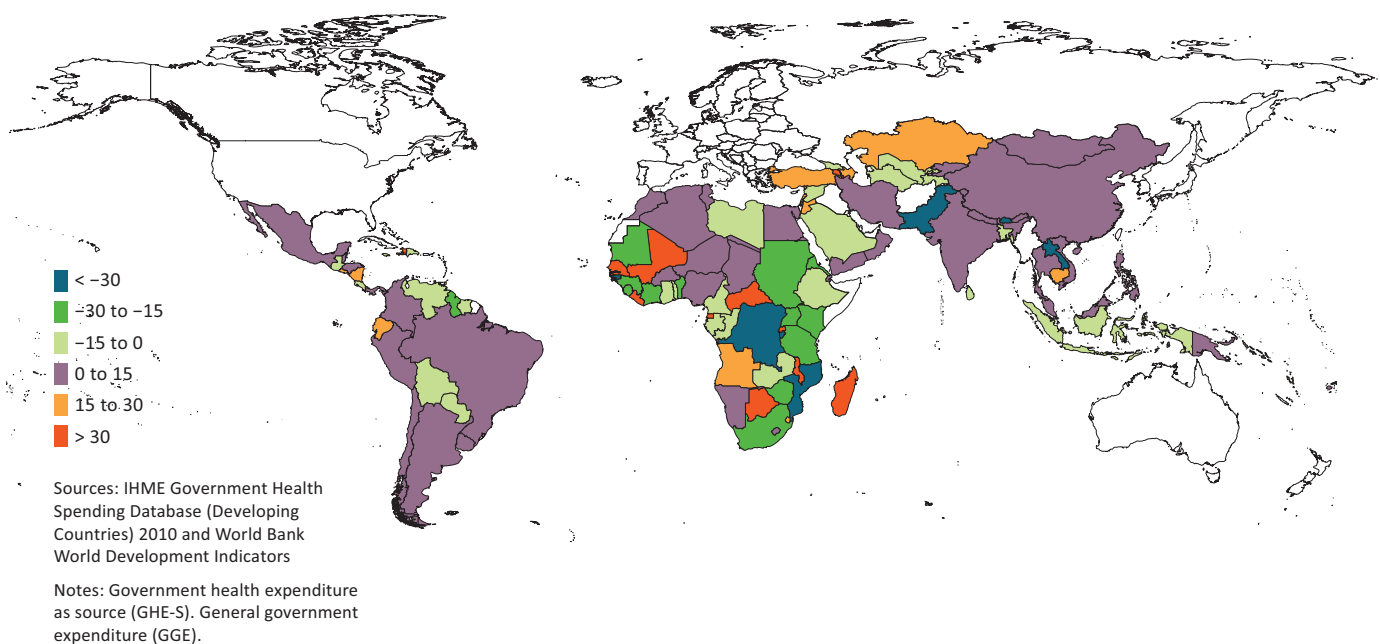 < −30
−30 to −15
−15 to 0
0 to 15
15 to 30
> 30
Sources: IHME Government Health
Spending Database (Developing
Countries) 2010 and World Bank
World Development Indicators
Notes: Government health expenditure
as source (GHE-S). General government
expenditure (GGE).